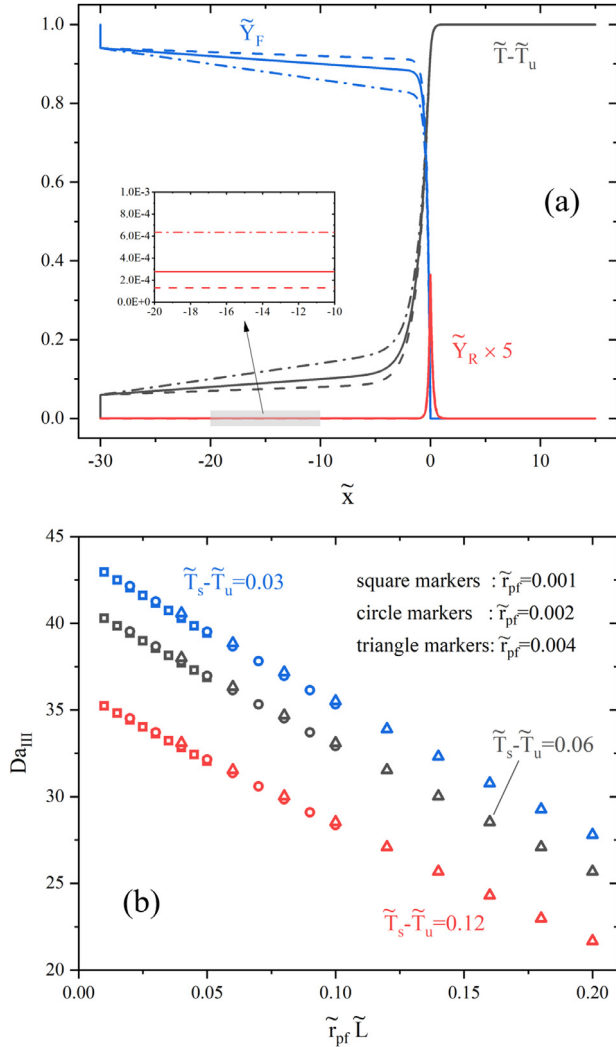 1.0
0.8
0.6
0.4
0.2
0.0
Ỹ_F
T̃-T̃_u
(a)
1.0E-3
8.0E-4
6.0E-4
4.0E-4
2.0E-4
0.0E+0
-20 -18 -16 -14 -12 -10
Ỹ_R × 5
-30 -20 -10 0 10
x̃
45
40
35
30
25
20
Da_III
T̃_s-T̃_u=0.03
square markers : r̃_pf=0.001
circle markers : r̃_pf=0.002
triangle markers: r̃_pf=0.004
T̃_s-T̃_u=0.06
(b)
T̃_s-T̃_u=0.12
0.00 0.05 0.10 0.15 0.20
r̃_pf L̃